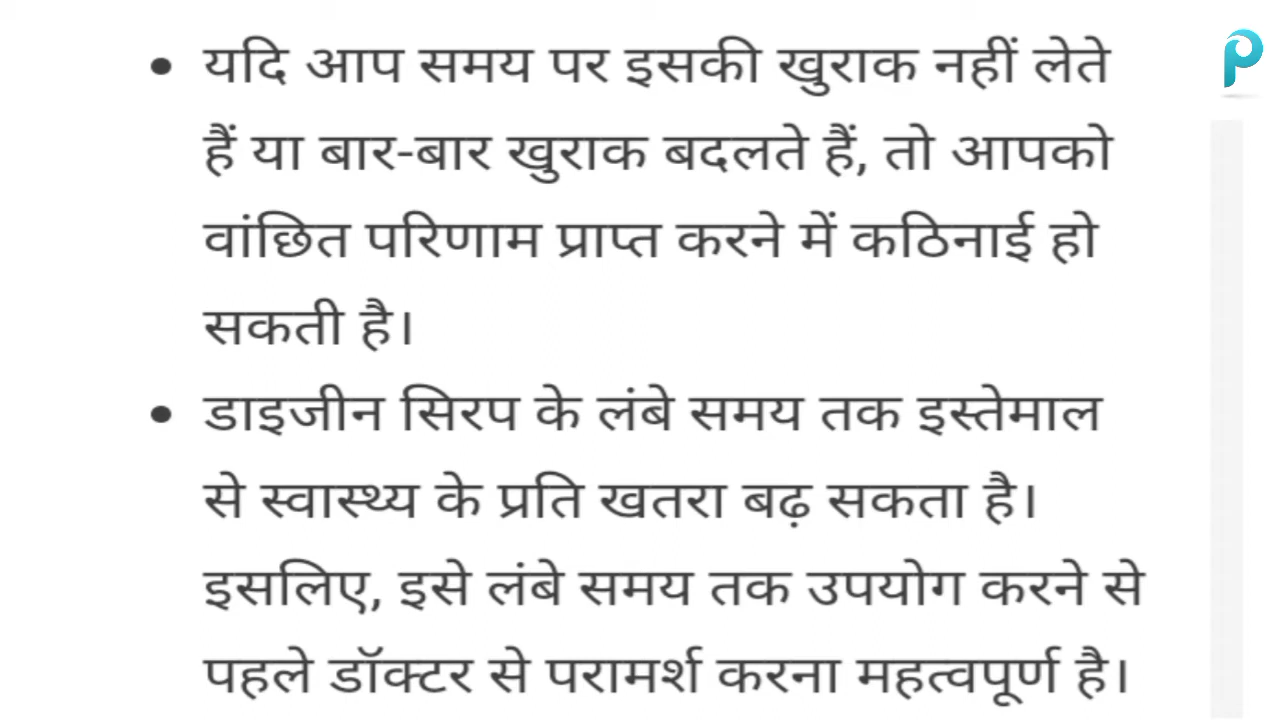 • यदि आप समय पर इसकी खुराक नहीं लेते
हैं या बार-बार खुराक बदलते हैं, तो आपको
वांछित परिणाम प्राप्त करने में कठिनाई हो
सकती है।
• डाइजीन सिरप के लंबे समय तक इस्तेमाल
से स्वास्थ्य के प्रति खतरा बढ़ सकता है।
इसलिए, इसे लंबे समय तक उपयोग करने से
पहले डॉक्टर से परामर्श करना महत्वपूर्ण है।